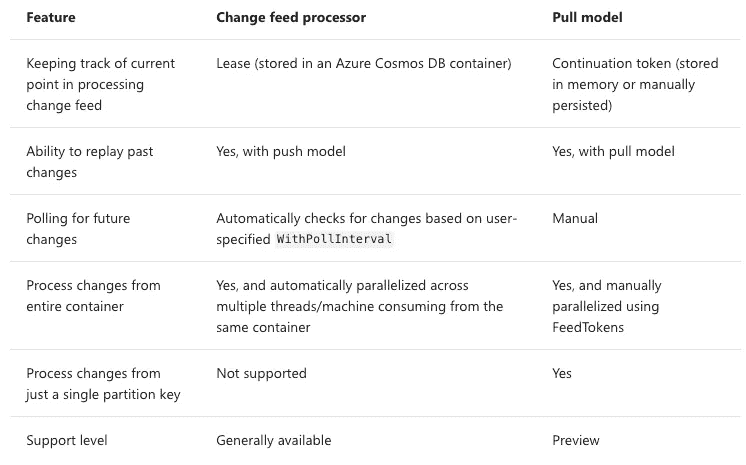 Feature Change feed processor Pull model
Keeping track of current Lease (stored in an Azure Cosmos DB container) Continuation token (stored
point in processing in memory or manually
change feed persisted)
Ability to replay past Yes, with push model Yes, with pull model
changes
Polling for future Automatically checks for changes based on user- Manual
changes specified WithPollInterval
Process changes from Yes, and automatically parallelized across Yes, and manually
entire container multiple threads/machine consuming from the parallelized using
same container FeedTokens
Process changes from Not supported Yes
just a single partition key
Support level Generally available Preview